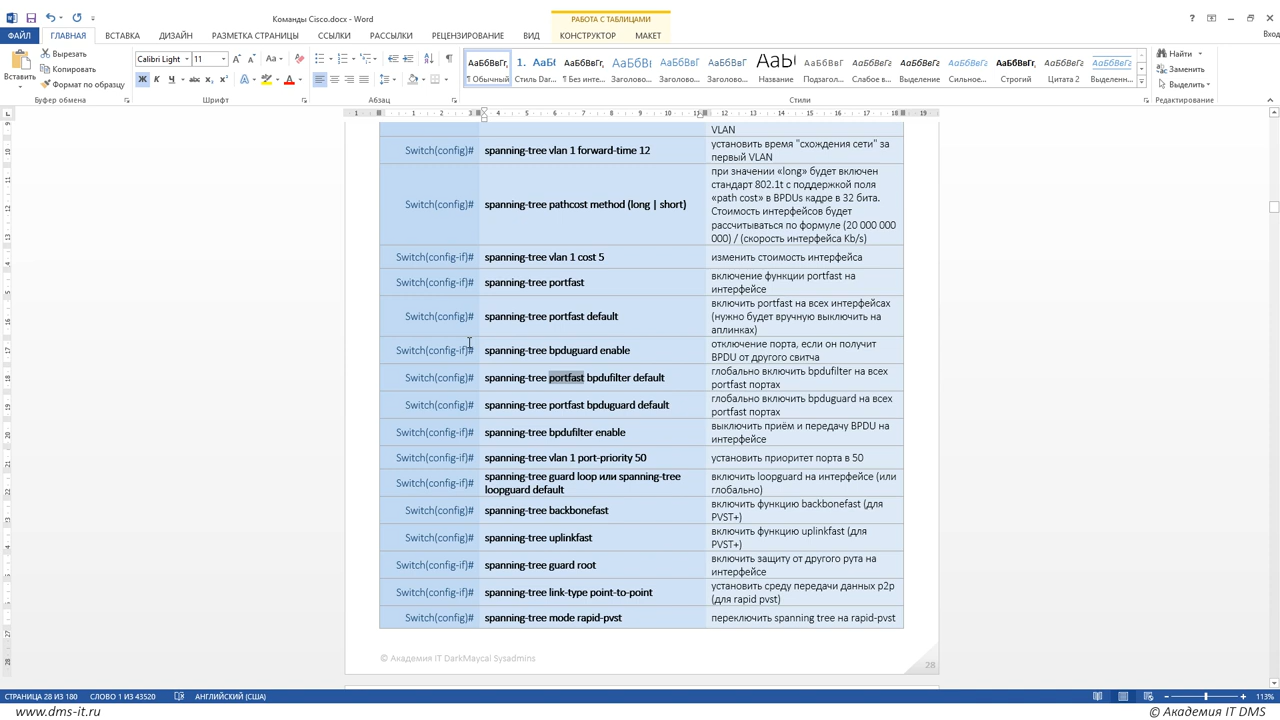 Команды Cisco.docx - Word
РАБОТА С ТАБЛИЦАМИ
ФАЙЛ ГЛАВНАЯ ВСТАВКА ДИЗАЙН РАЗМЕТКА СТРАНИЦЫ ССЫЛКИ РАССЫЛКИ РЕЦЕНЗИРОВАНИЕ ВИД КОНСТРУКТОР МАКЕТ Вход
Вставить
Вырезать
Копировать
Формат по образцу
Буфер обмена
Calibri Light 11
Шрифт
Абзац
¶ Обычный
Стиль Dar...
¶ Без инте...
Заголово...
Заголово...
Заголово...
Название
Подзагол...
Слабое в...
Выделение
Сильное...
Строгий
Цитата 2
Выделенн...
Стили
Найти
Заменить
Выделить
Редактирование
VLAN
Switch(config)# spanning-tree vlan 1 forward-time 12 установить время "схождения сети" за
первый VLAN
при значении «long» будет включен
стандарт 802.1t с поддержкой поля
«path cost» в BPDUs кадре в 32 бита.
Switch(config)# spanning-tree pathcost method (long | short)
Стоимость интерфейсов будет
рассчитываться по формуле (20 000 000
000) / (скорость интерфейса Kb/s)
Switch(config-if)# spanning-tree vlan 1 cost 5 изменить стоимость интерфейса
Switch(config-if)# spanning-tree portfast включение функции portfast на
интерфейсе
Switch(config)# spanning-tree portfast default включить portfast на всех интерфейсах
(нужно будет вручную выключить на
аплинках)
Switch(config-if)# spanning-tree bpduguard enable отключение порта, если он получит
BPDU от другого свитча
Switch(config)# spanning-tree portfast bpdufilter default глобально включить bpdufilter на всех
portfast портах
Switch(config)# spanning-tree portfast bpduguard default глобально включить bpduguard на всех
portfast портах
Switch(config-if)# spanning-tree bpdufilter enable выключить приём и передачу BPDU на
интерфейсе
Switch(config-if)# spanning-tree vlan 1 port-priority 50 установить приоритет порта в 50
Switch(config-if)# spanning-tree guard loop или spanning-tree
loopguard default
включить loopguard на интерфейсе (или
глобально)
Switch(config)# spanning-tree backbonefast включить функцию backbonefast (для
PVST+)
Switch(config)# spanning-tree uplinkfast включить функцию uplinkfast (для
PVST+)
Switch(config-if)# spanning-tree guard root включить защиту от другого рута на
интерфейсе
Switch(config-if)# spanning-tree link-type point-to-point установить среду передачи данных p2p
(для rapid pvst)
Switch(config)# spanning-tree mode rapid-pvst переключить spanning tree на rapid-pvst
© Академия IT DarkMaycal Sysadmins 28
СТРАНИЦА 28 ИЗ 180 СЛОВО 1 ИЗ 43520 АНГЛИЙСКИЙ (США) 113%
www.dms-it.ru © Академия IT DMS